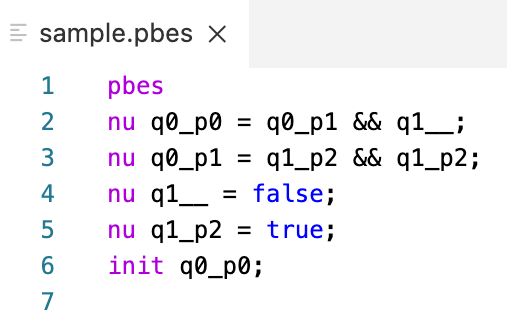 sample.pbes ×
1 pbes
2 nu q0_p0 = q0_p1 && q1__;
3 nu q0_p1 = q1_p2 && q1_p2;
4 nu q1__ = false;
5 nu q1_p2 = true;
6 init q0_p0;
7